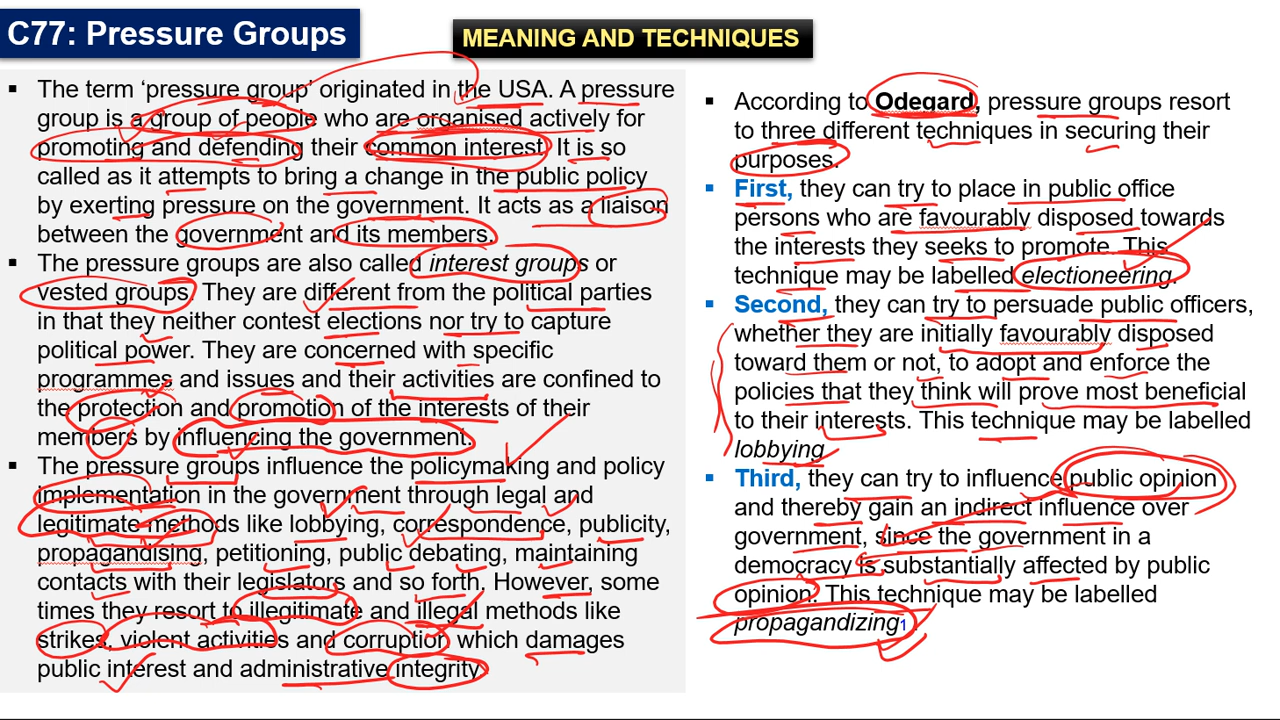 C77: Pressure Groups
MEANING AND TECHNIQUES
▪ The term ‘pressure group’ originated in the USA. A pressure
group is a group of people who are organised actively for
promoting and defending their common interest. It is so
called as it attempts to bring a change in the public policy
by exerting pressure on the government. It acts as a liaison
between the government and its members.
▪ The pressure groups are also called interest groups or
vested groups. They are different from the political parties
in that they neither contest elections nor try to capture
political power. They are concerned with specific
programmes and issues and their activities are confined to
the protection and promotion of the interests of their
members by influencing the government.
▪ The pressure groups influence the policymaking and policy
implementation in the government through legal and
legitimate methods like lobbying, correspondence, publicity,
propagandising, petitioning, public debating, maintaining
contacts with their legislators and so forth. However, some
times they resort to illegitimate and illegal methods like
strikes, violent activities and corruption which damages
public interest and administrative integrity.
▪ According to Odegard, pressure groups resort
to three different techniques in securing their
purposes.
▪ First, they can try to place in public office
persons who are favourably disposed towards
the interests they seeks to promote. This
technique may be labelled electioneering.
▪ Second, they can try to persuade public officers,
whether they are initially favourably disposed
toward them or not, to adopt and enforce the
policies that they think will prove most beneficial
to their interests. This technique may be labelled
lobbying
▪ Third, they can try to influence public opinion
and thereby gain an indirect influence over
government, since the government in a
democracy is substantially affected by public
opinion. This technique may be labelled
propagandizing1